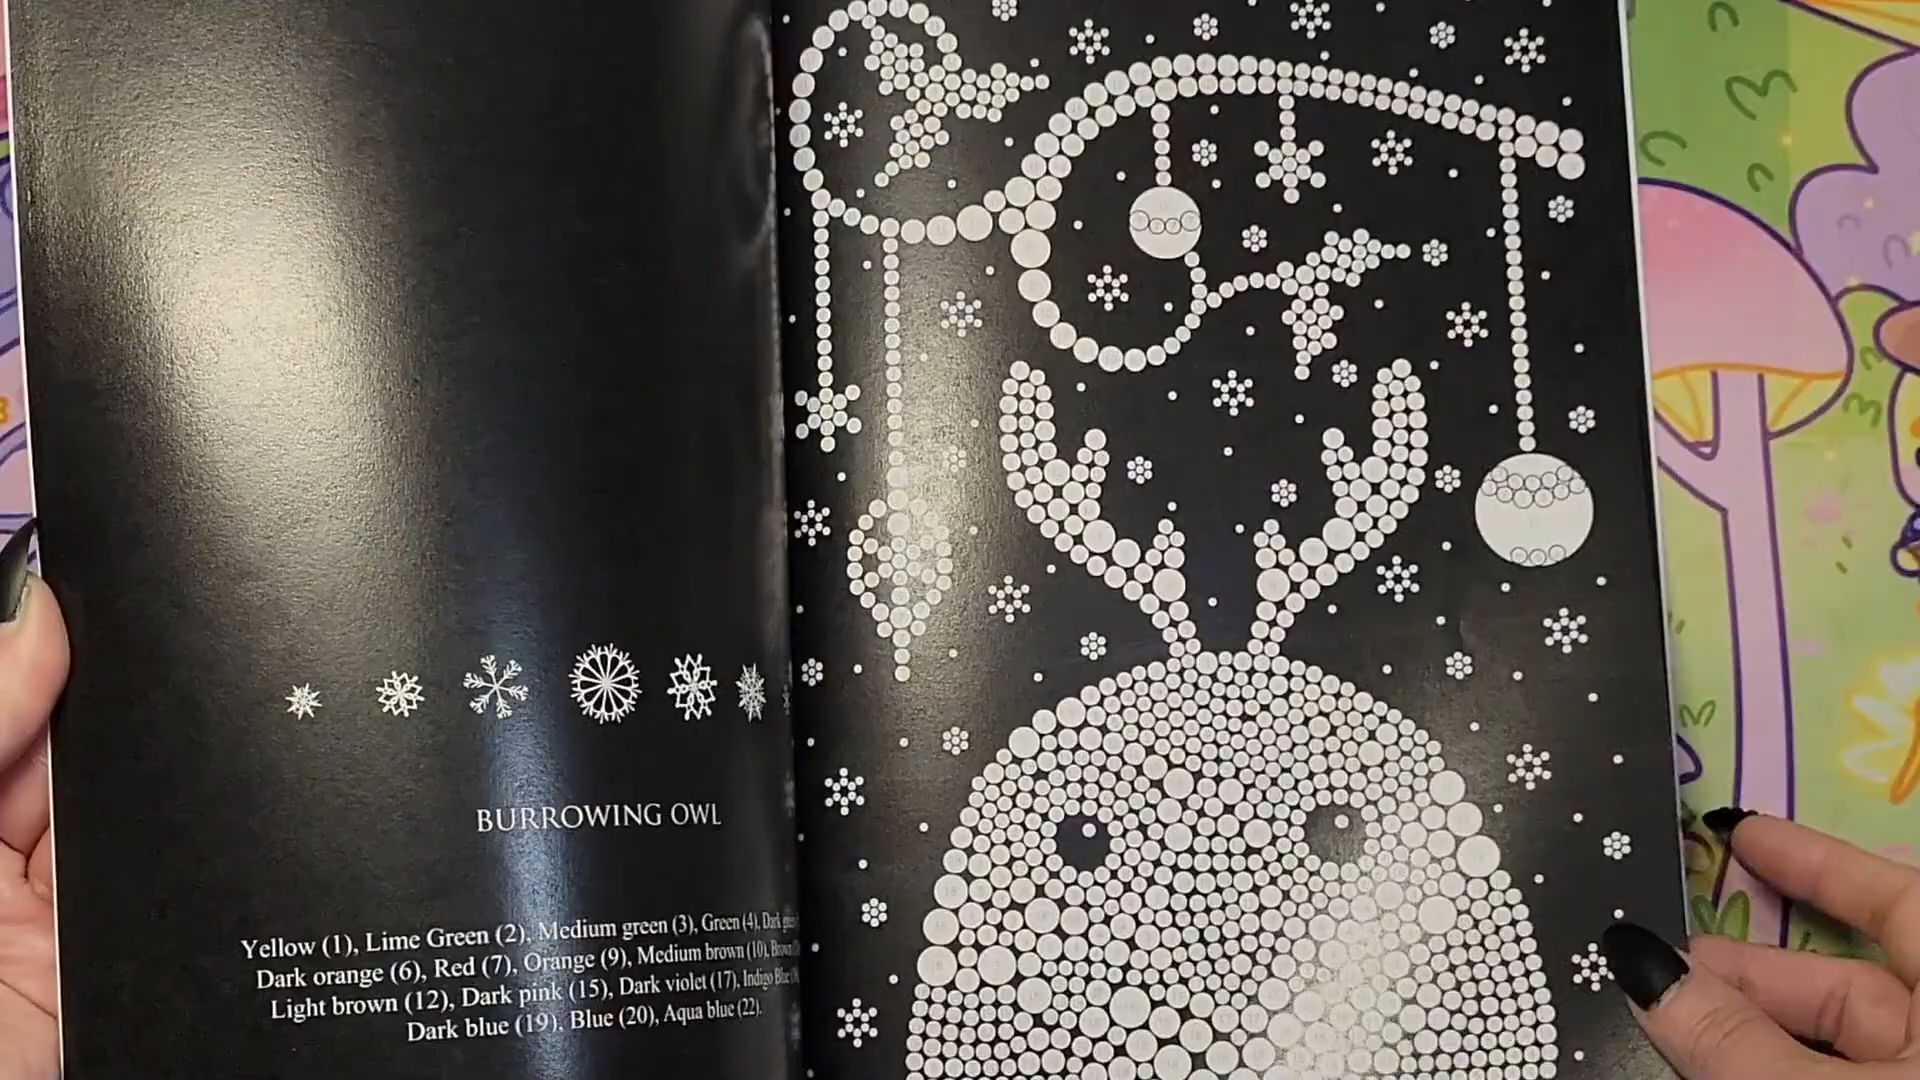 BURROWING OWL
Yellow (1), Lime Green (2), Medium green (3), Green (4), Dark
Dark orange (6), Red (7), Orange (9), Medium brown (10),
Light brown (12), Dark pink (15), Dark violet (17), Indigo
Dark blue (19), Blue (20), Aqua blue (22).